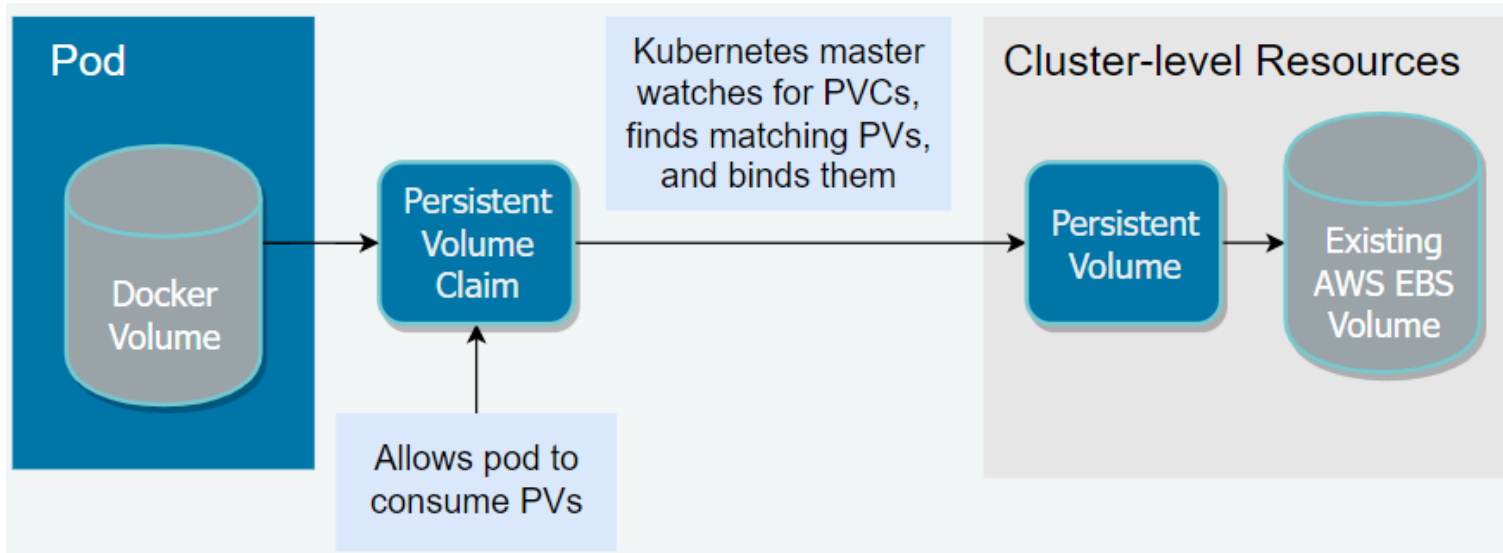 Pod
Docker
Volume
Persistent
Volume
Claim
Allows pod to
consume PVs
Kubernetes master
watches for PVCs,
finds matching PVs,
and binds them
Cluster-level Resources
Persistent
Volume
Existing
AWS EBS
Volume